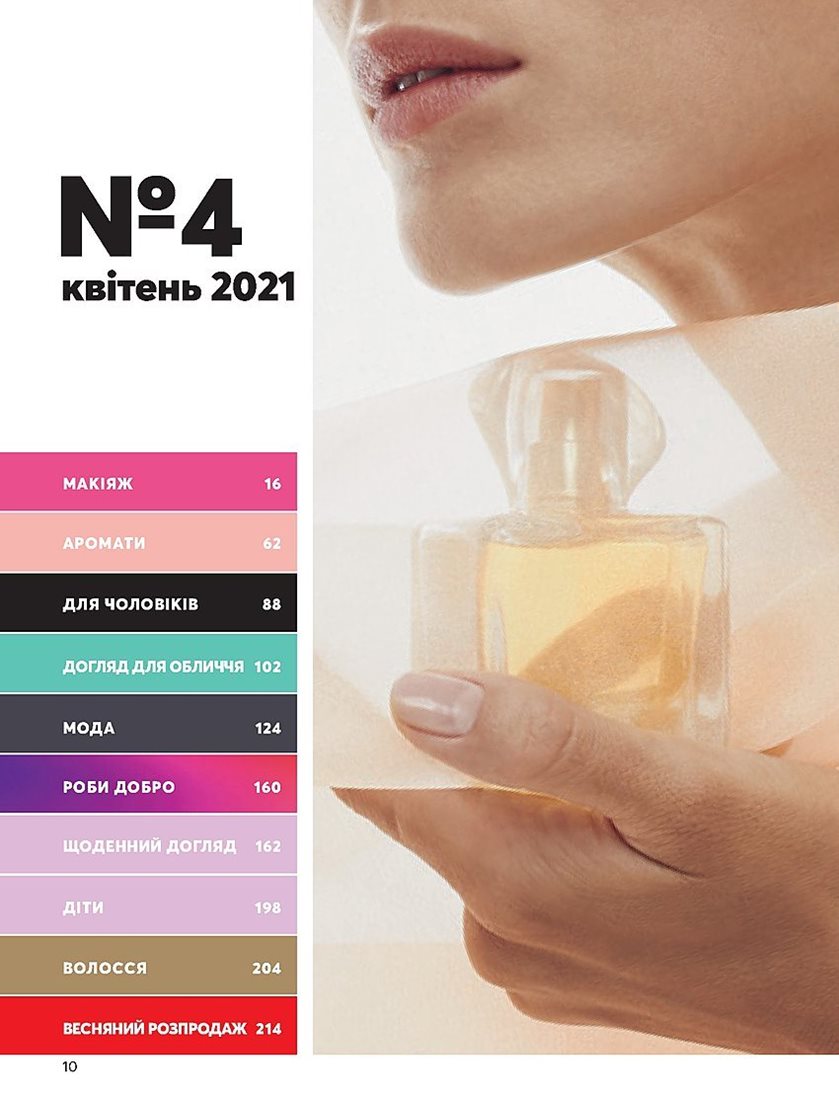 №4
квітень 2021
МАКІЯЖ 16
АРОМАТИ 62
ДЛЯ ЧОЛОВІКІВ 88
ДОГЛЯД ДЛЯ ОБЛИЧЧЯ 102
МОДА 124
РОБИ ДОБРО 160
ЩОДЕННИЙ ДОГЛЯД 162
ДІТИ 198
ВОЛОССЯ 204
ВЕСНЯНИЙ РОЗПРОДАЖ 214
10